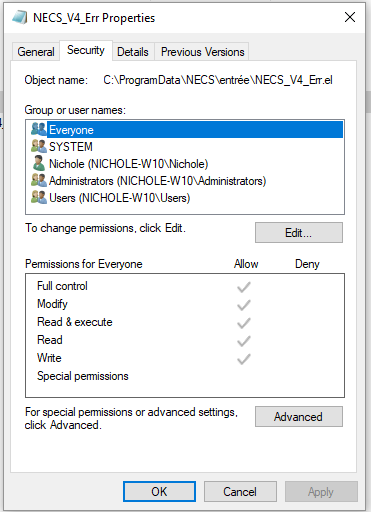 NECS_V4_Err Properties
General Security Details Previous Versions
Object name: C:\ProgramData\NECS\entrée\NECS_V4_Err.el
Group or user names:
Everyone
SYSTEM
Nichole (NICHOLE-W10\Nichole)
Administrators (NICHOLE-W10\Administrators)
Users (NICHOLE-W10\Users)
To change permissions, click Edit.
Edit...
Permissions for Everyone Allow Deny
Full control
Modify
Read & execute
Read
Write
Special permissions
For special permissions or advanced settings,
click Advanced.
Advanced
OK Cancel Apply